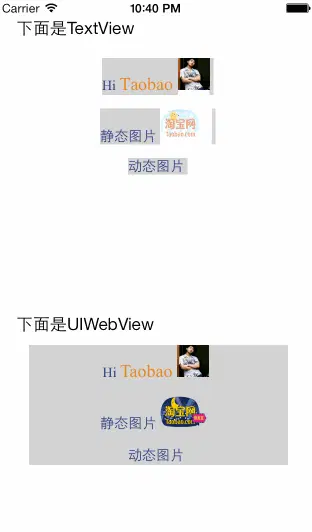 Carrier 10:40 PM
下面是TextView
Hi Taobao
淘宝网
Taobao.com
静态图片
动态图片
下面是UIWebView
Hi Taobao
淘宝网
Taobao.com
静态图片
动态图片